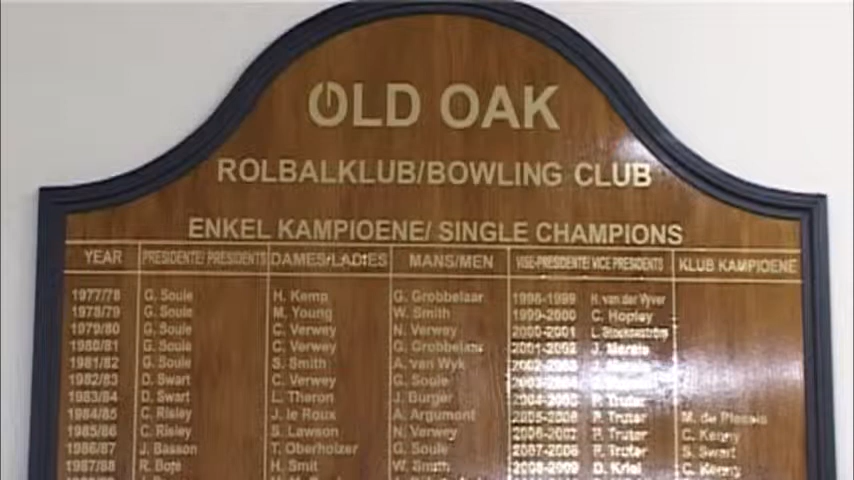 OLD OAK
ROLBALKLUB/BOWLING CLUB
ENKEL KAMPIOENE/ SINGLE CHAMPIONS
YEAR PRESIDENTE/ PRESIDENTS DAMES/LADIES MANS/MEN VISE-PRESIDENTE/ VICE PRESIDENTS KLUB KAMPIOENE
1977/78 G. Soule H. Kemp G. Grobbelaar 1998-1999 H. van der Vyver
1978/79 G. Soule M. Young W. Smith 1999-2000 C. Hopley
1979/80 G. Soule C. Verwey N. Verwey 2000-2001
1980/81 G. Soule C. Verwey G. Grobbelaar 2001-2002 J. Marais
1981/82 G. Soule S. Smith A. van Wyk 2002-2003
1982/83 D. Swart C. Verwey G. Soule 2003-2004
1983/84 D. Swart L. Theron J. Burger 2004-2005 P. Truter
1984/85 C. Risley J. le Roux A. Argument 2005-2006 P. Truter M. de Plessis
1985/86 C. Risley S. Lawson N. Verwey 2006-2007 P. Truter C. Kenny
1986/87 J. Basson T. Oberholzer G. Soule 2007-2008 P. Truter S. Swart
1987/88 R. H. Smit W. Smith 2008-2009 D. Kriel C. Kenny